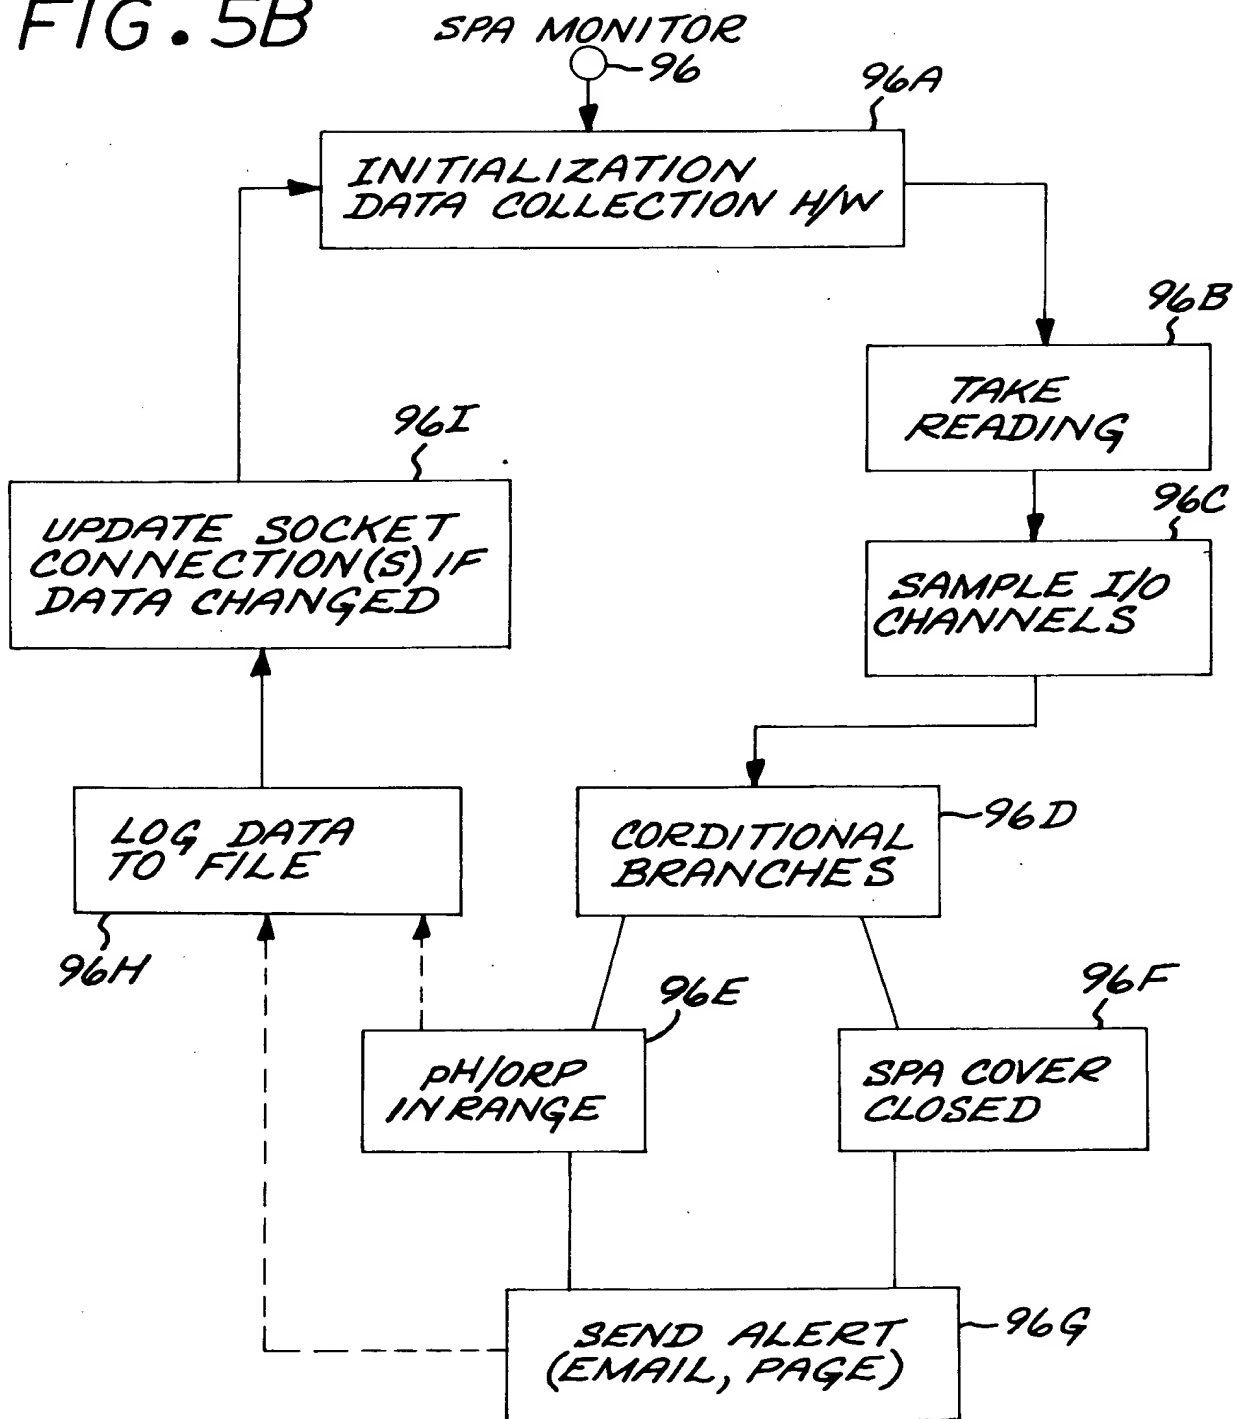 FIG. 5B
SPA MONITOR
96
96A
INITIALIZATION
DATA COLLECTION H/W
96B
TAKE
READING
96C
SAMPLE I/O
CHANNELS
96I
UPDATE SOCKET
CONNECTION(S) IF
DATA CHANGED
96D
CORDITIONAL
BRANCHES
LOG DATA
TO FILE
96H
96E
pH/ORP
IN RANGE
96F
SPA COVER
CLOSED
96G
SEND ALERT
(EMAIL, PAGE)